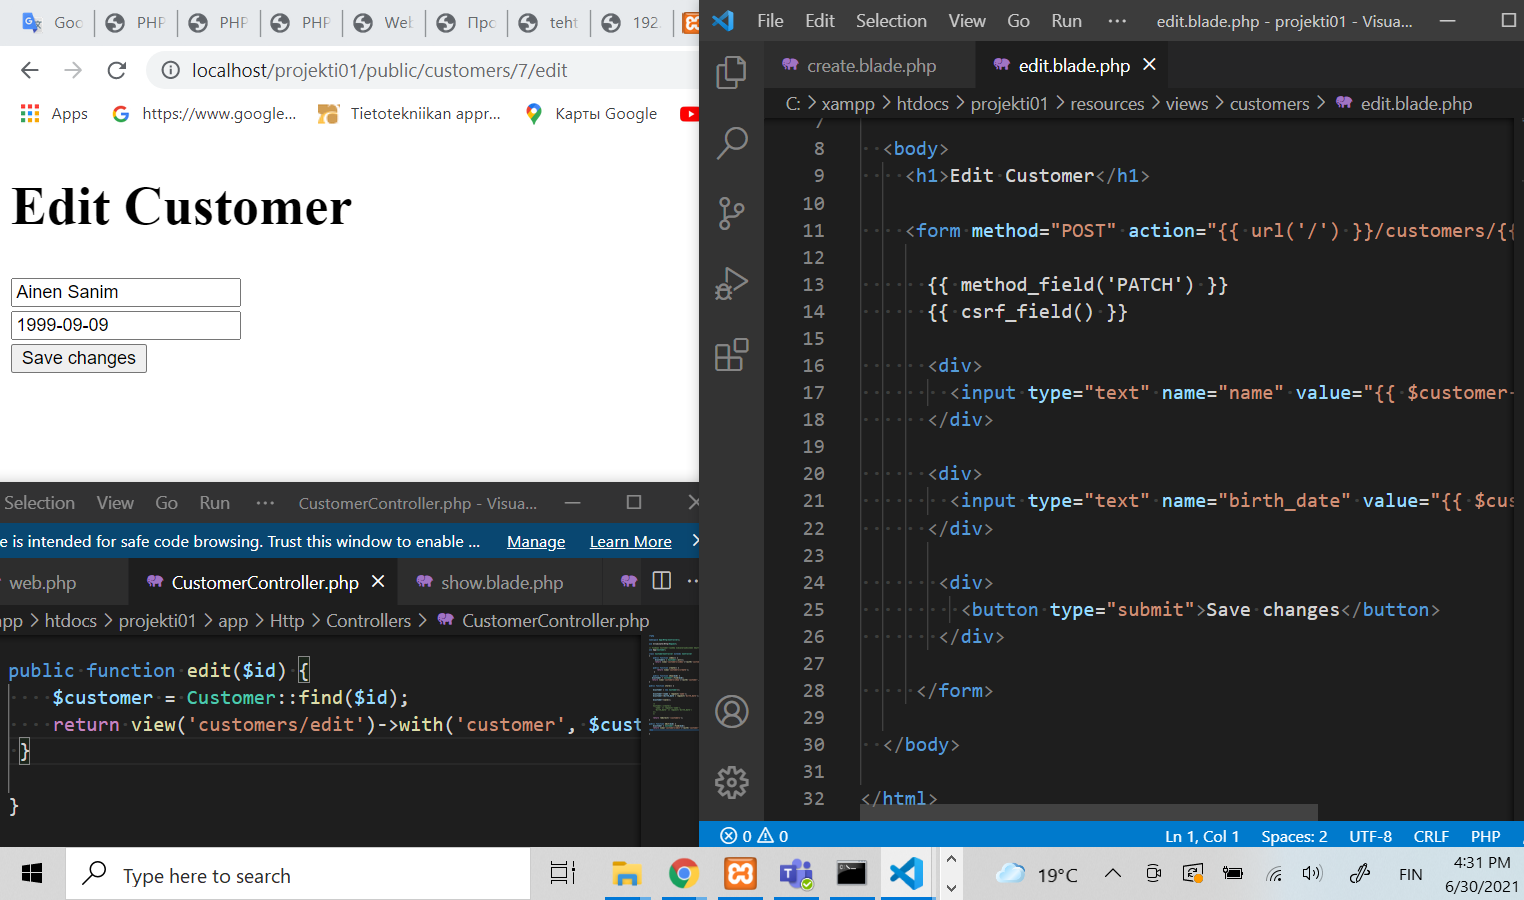 Goo
PHP
PHP
PHP
Web
Про
teht
192
localhost/projekti01/public/customers/7/edit
Apps
https://www.google...
Tietotekniikan appr...
Карты Google
Edit Customer
Ainen Sanim
1999-09-09
Save changes
Selection View Go Run ··· CustomerController.php - Visua...
e is intended for safe code browsing. Trust this window to enable ... Manage Learn More
web.php CustomerController.php show.blade.php
pp > htdocs > projekti01 > app > Http > Controllers > CustomerController.php
public function edit($id) {
$customer = Customer::find($id);
return view('customers/edit')->with('customer', $cust
}
}
File Edit Selection View Go Run ··· edit.blade.php - projekti01 - Visua...
create.blade.php edit.blade.php
C: > xampp > htdocs > projekti01 > resources > views > customers > edit.blade.php
7
8 <body>
9 <h1>Edit Customer</h1>
10
11 <form method="POST" action="{{ url('/') }}/customers/{{
12
13 {{ method_field('PATCH') }}
14 {{ csrf_field() }}
15
16 <div>
17 <input type="text" name="name" value="{{ $customer-
18 </div>
19
20 <div>
21 <input type="text" name="birth_date" value="{{ $cus
22 </div>
23
24 <div>
25 <button type="submit">Save changes</button>
26 </div>
27
28 </form>
29
30 </body>
31
32 </html>
0 0 Ln 1, Col 1 Spaces: 2 UTF-8 CRLF PHP
Type here to search
19°C
FIN
4:31 PM
6/30/2021